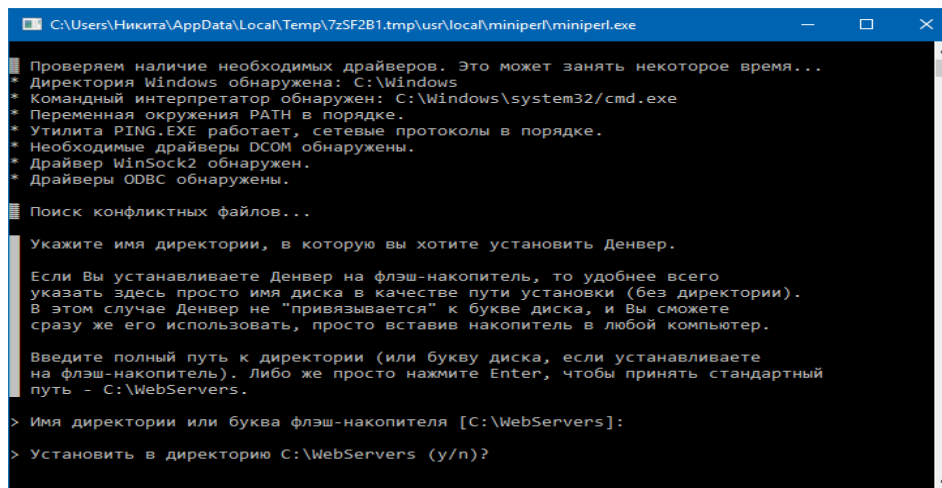 C:\Users\Никита\AppData\Local\Temp\7zSF2B1.tmp\usr\local\miniperl\miniperl.exe
Проверяем наличие необходимых драйверов. Это может занять некоторое время...
* Директория Windows обнаружена: C:\Windows
* Командный интерпретатор обнаружен: C:\Windows\system32/cmd.exe
* Переменная окружения PATH в порядке.
* Утилита PING.EXE работает, сетевые протоколы в порядке.
* Необходимые драйверы DCOM обнаружены.
* Драйвер WinSock2 обнаружен.
* Драйверы ODBC обнаружены.
Поиск конфликтных файлов...
Укажите имя директории, в которую вы хотите установить Денвер.
Если Вы устанавливаете Денвер на флэш-накопитель, то удобнее всего
указать здесь просто имя диска в качестве пути установки (без директории).
В этом случае Денвер не "привязывается" к букве диска, и Вы сможете
сразу же его использовать, просто вставив накопитель в любой компьютер.
Введите полный путь к директории (или букву диска, если устанавливаете
на флэш-накопитель). Либо же просто нажмите Enter, чтобы принять стандартный
путь - C:\WebServers.
> Имя директории или буква флэш-накопителя [C:\WebServers]:
> Установить в директорию C:\WebServers (y/n)?